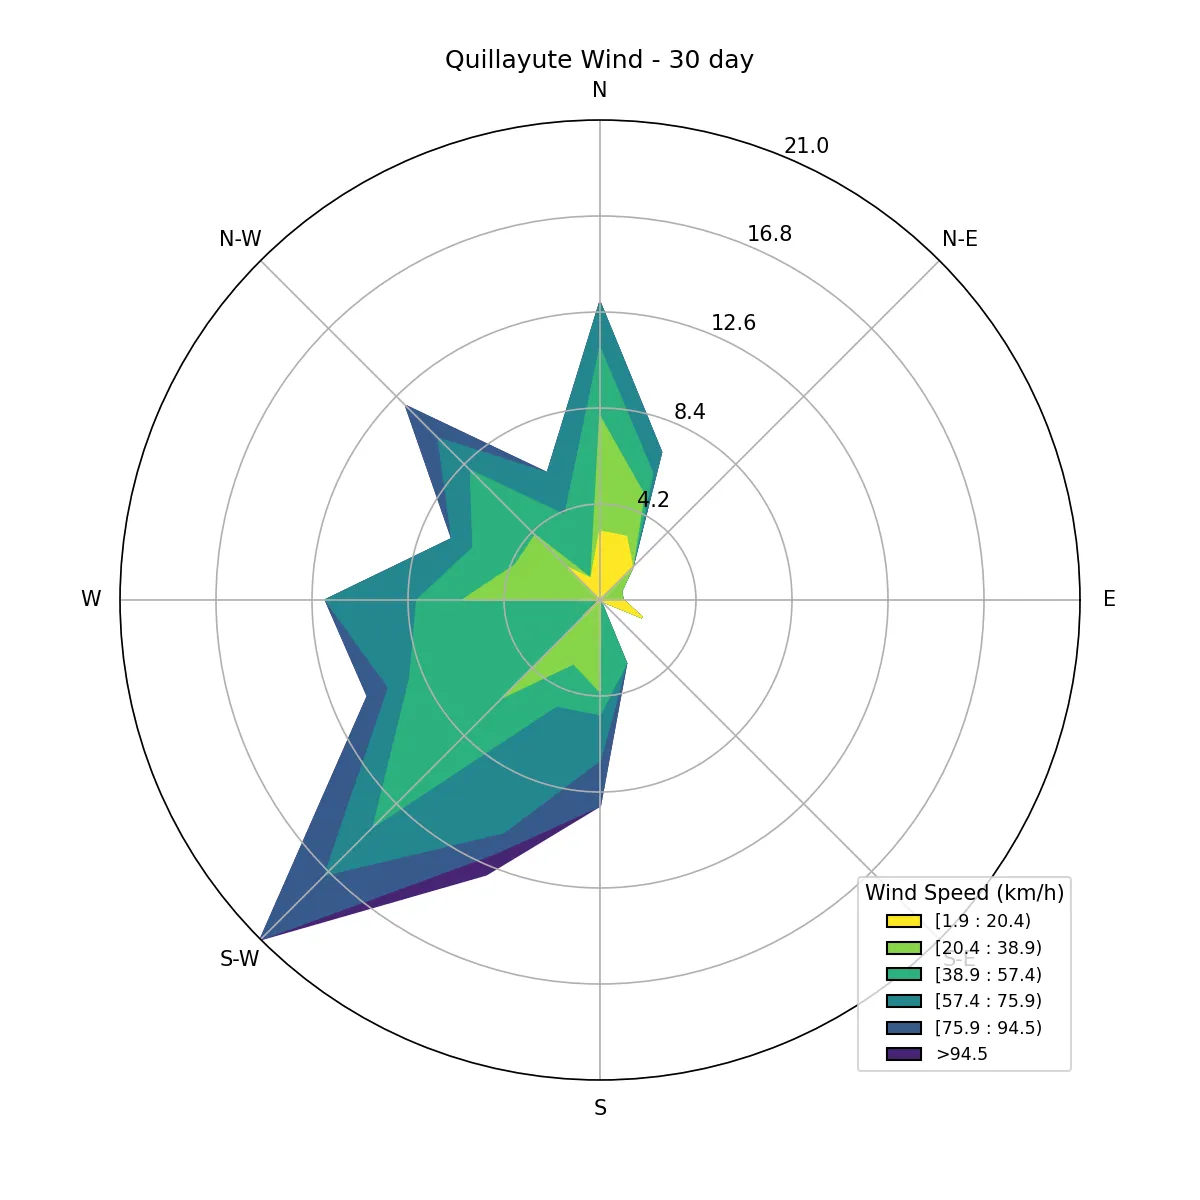 Quillayute Wind - 30 day
N
21.0
N-W
N-E
16.8
12.6
8.4
4.2
W
E
S-W
S-E
S
Wind Speed (km/h)
[1.9 : 20.4)
[20.4 : 38.9)
[38.9 : 57.4)
[57.4 : 75.9)
[75.9 : 94.5)
>94.5